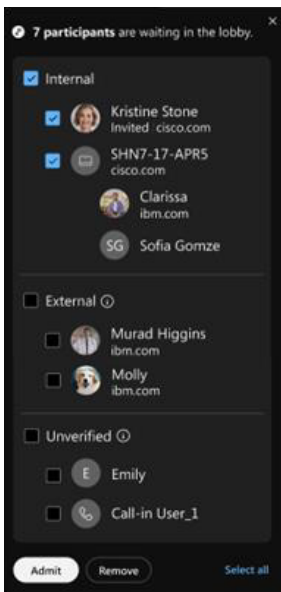 7 participants are waiting in the lobby.
Internal
Kristine Stone
Invited cisco.com
SHN7-17-APR5
cisco.com
Clarissa
ibm.com
SG Sofia Gomze
External
Murad Higgins
ibm.com
Molly
ibm.com
Unverified
E Emily
Call-in User_1
Admit Remove Select all